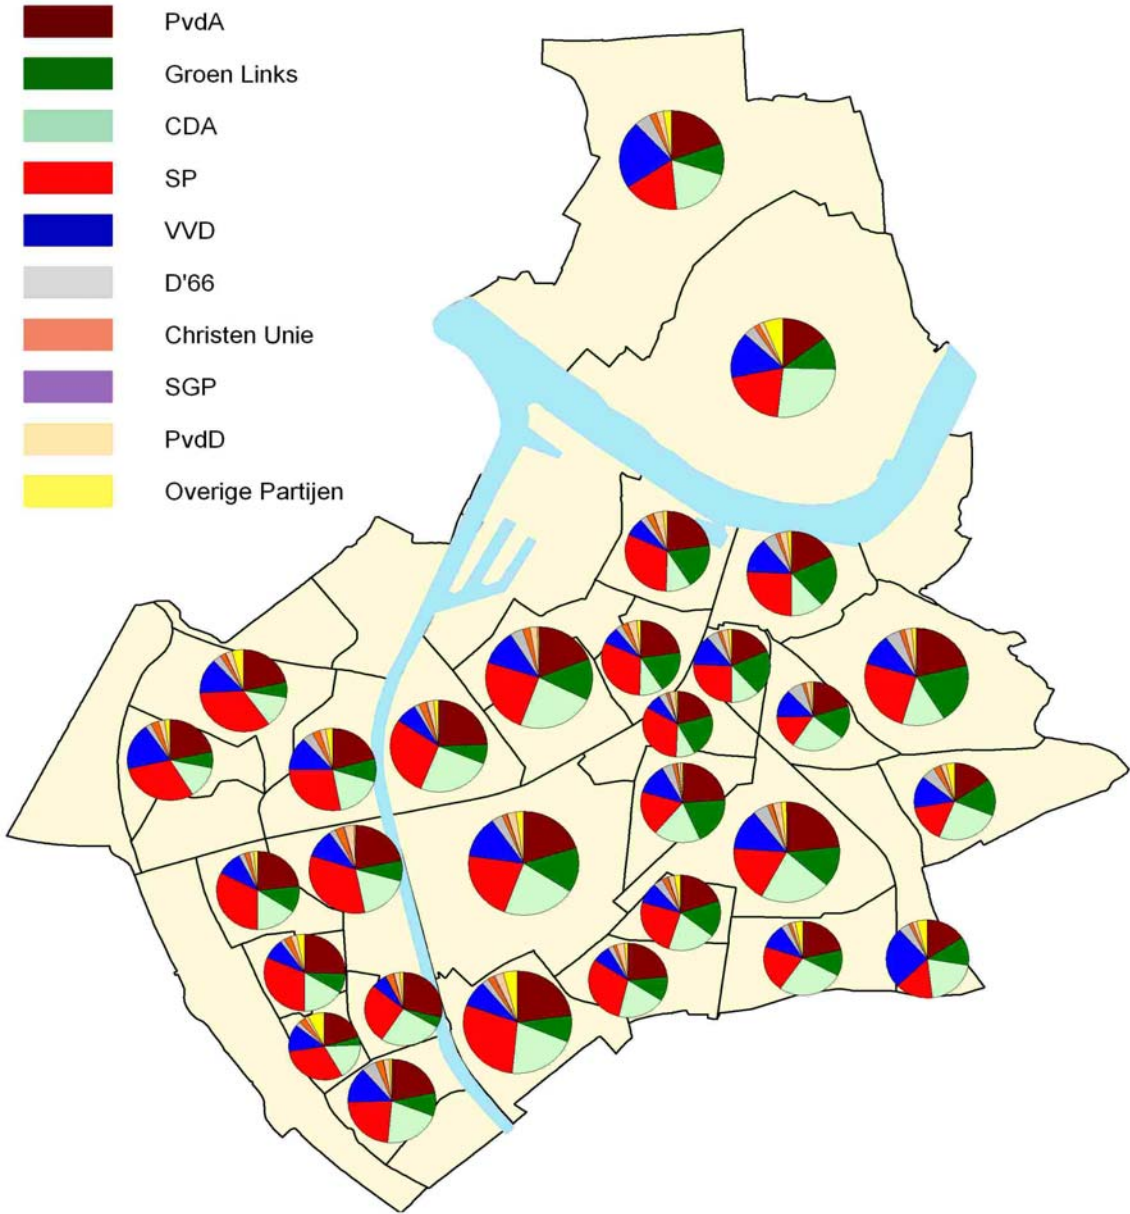 PvdA
Groen Links
CDA
SP
VVD
D'66
Christen Unie
SGP
PvdD
Overige Partijen